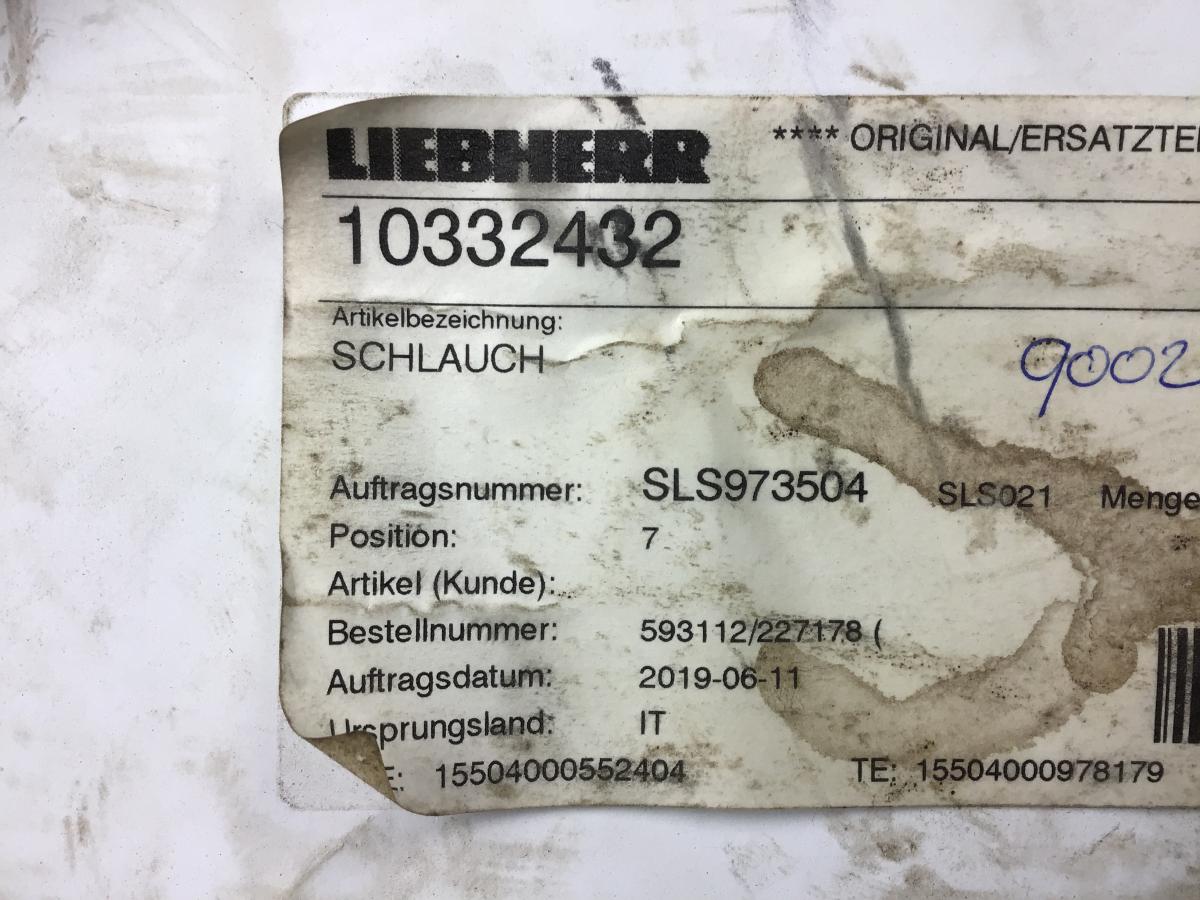 LIEBHERR **** ORIGINAL/ERSATZTEI
10332432
Artikelbezeichnung:
SCHLAUCH
9002
Auftragsnummer: SLS973504 SLS021 Menge
Position: 7
Artikel (Kunde):
Bestellnummer: 593112/227178 (
Auftragsdatum: 2019-06-11
Ursprungsland: IT
E: 15504000552404 TE: 15504000978179